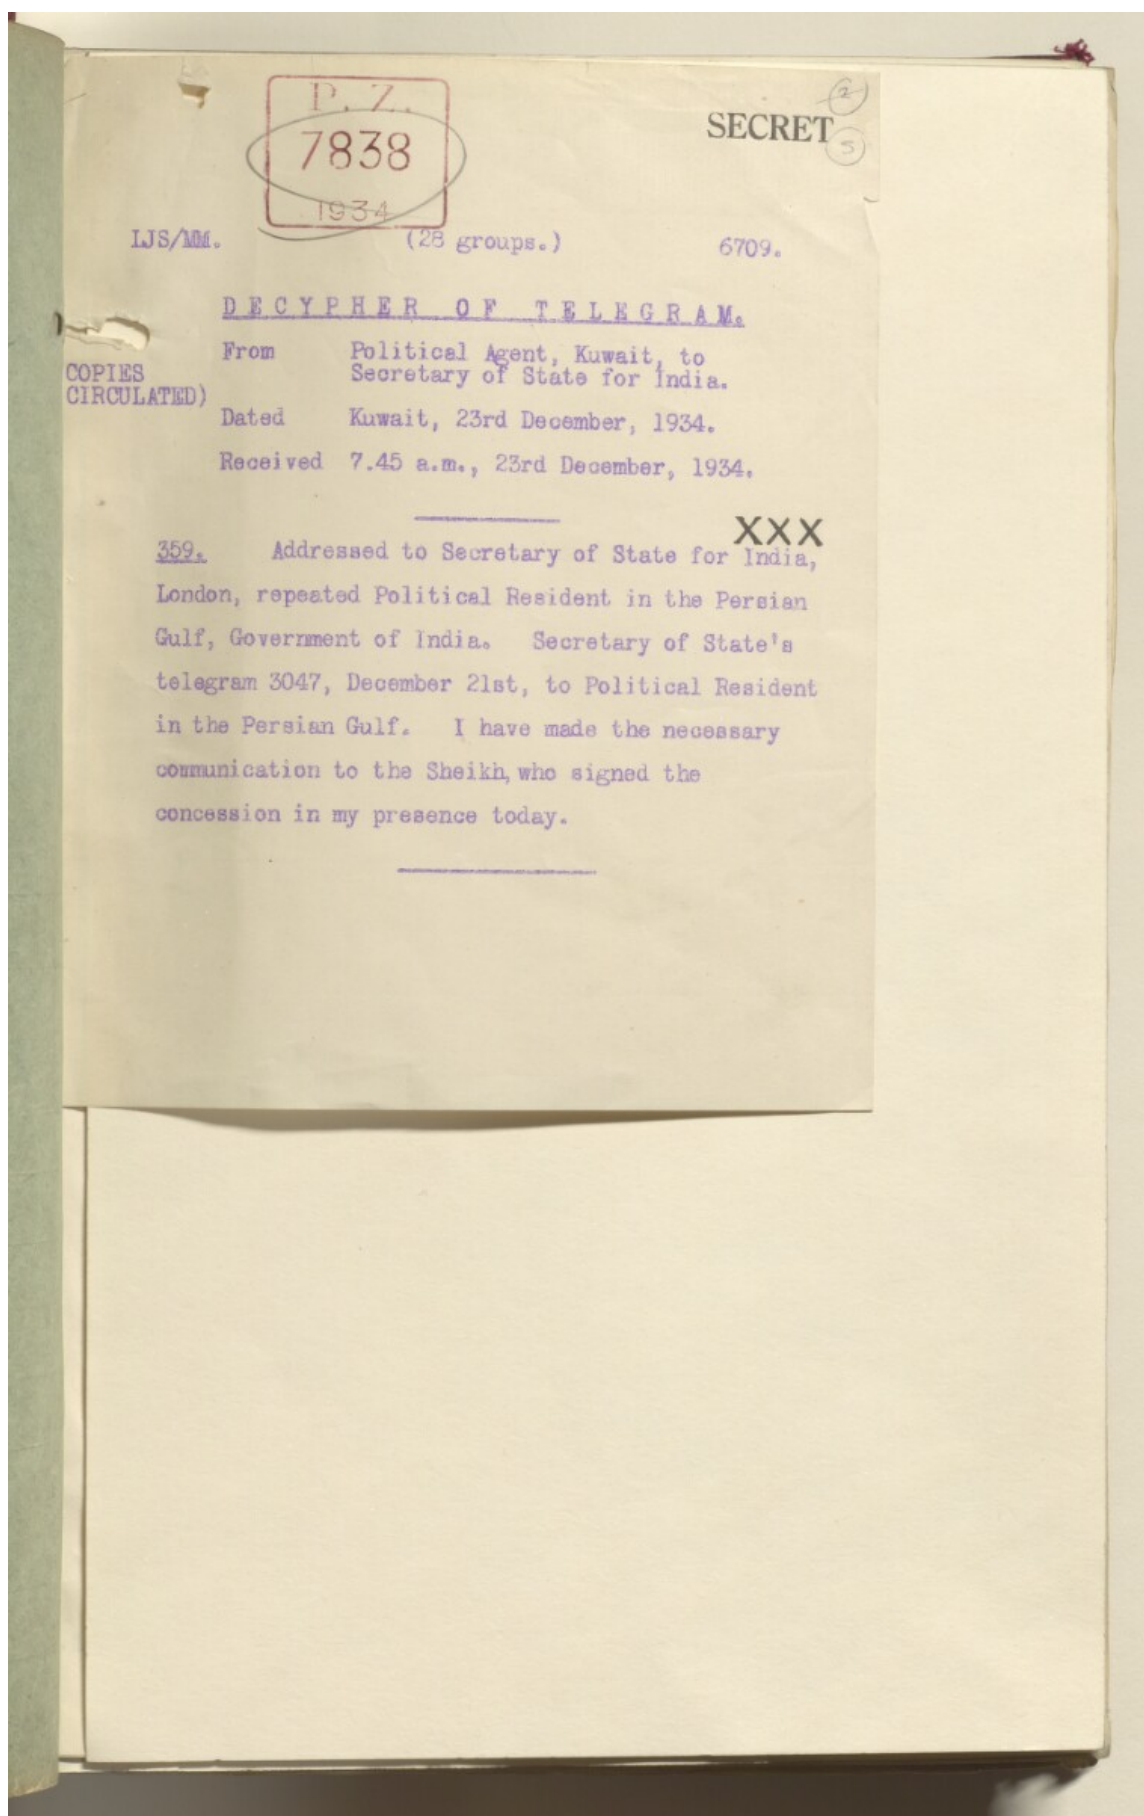 P. Z.
7838
1934
2
SECRET
5
IJS/MM. (28 groups.) 6709.
DECYPHER OF TELEGRAM.
From Political Agent, Kuwait, to
Secretary of State for India.
COPIES
CIRCULATED)
Dated Kuwait, 23rd December, 1934.
Received 7.45 a.m., 23rd December, 1934.
XXX
359. Addressed to Secretary of State for India,
London, repeated Political Resident in the Persian
Gulf, Government of India. Secretary of State's
telegram 3047, December 21st, to Political Resident
in the Persian Gulf. I have made the necessary
communication to the Sheikh, who signed the
concession in my presence today.